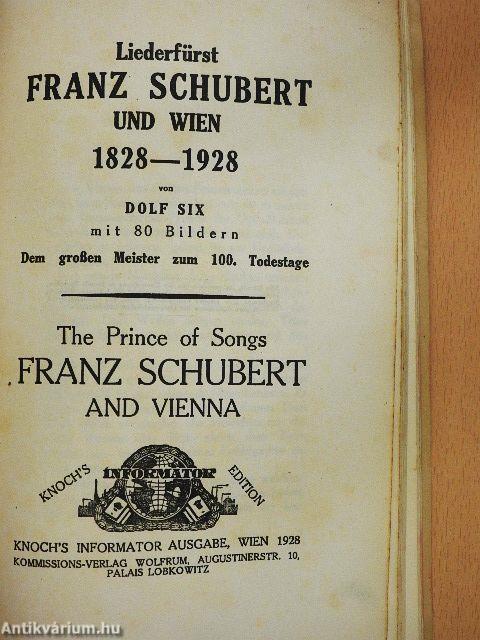 Liederfürst
FRANZ SCHUBERT
UND WIEN
1828—1928
von
DOLF SIX
mit 80 Bildern
Dem großen Meister zum 100. Todestage
The Prince of Songs
FRANZ SCHUBERT
AND VIENNA
KNOCH'S INFORMATOR EDITION
KNOCH'S INFORMATOR AUSGABE, WIEN 1928
KOMMISSIONS-VERLAG WOLFRUM, AUGUSTINERSTR. 10,
PALAIS LOBKOWITZ
Antikvárium.hu